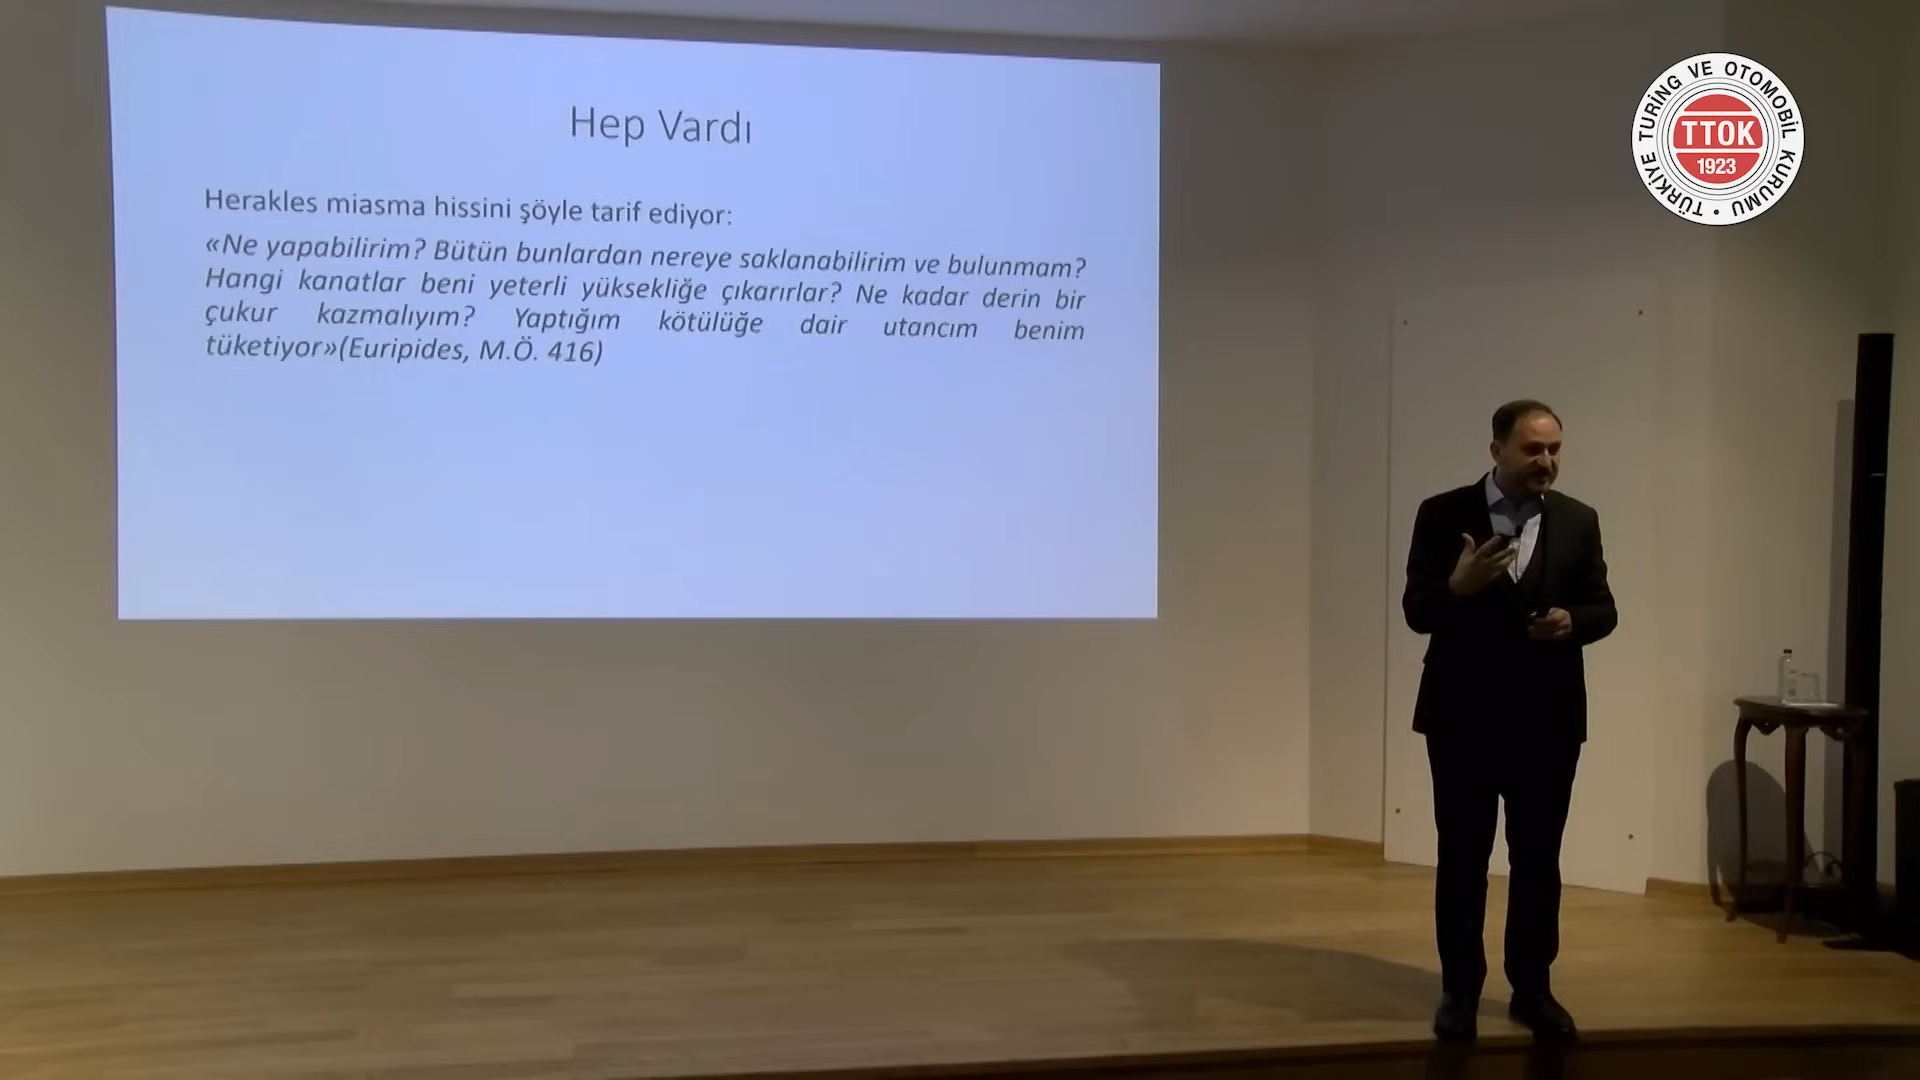 Hep Vardı
Herakles miasma hissini şöyle tarif ediyor:
«Ne yapabilirim? Bütün bunlardan nereye saklanabilirim ve bulunmam?
Hangi kanatlar beni yeterli yüksekliğe çıkarırlar? Ne kadar derin bir
çukur kazmalıyım? Yaptığım kötülüğe dair utancım benim
tüketiyor»(Euripides, M.Ö. 416)
TÜRKİYE TURİNG VE OTOMOBİL KURUMU •
TTOK
1923